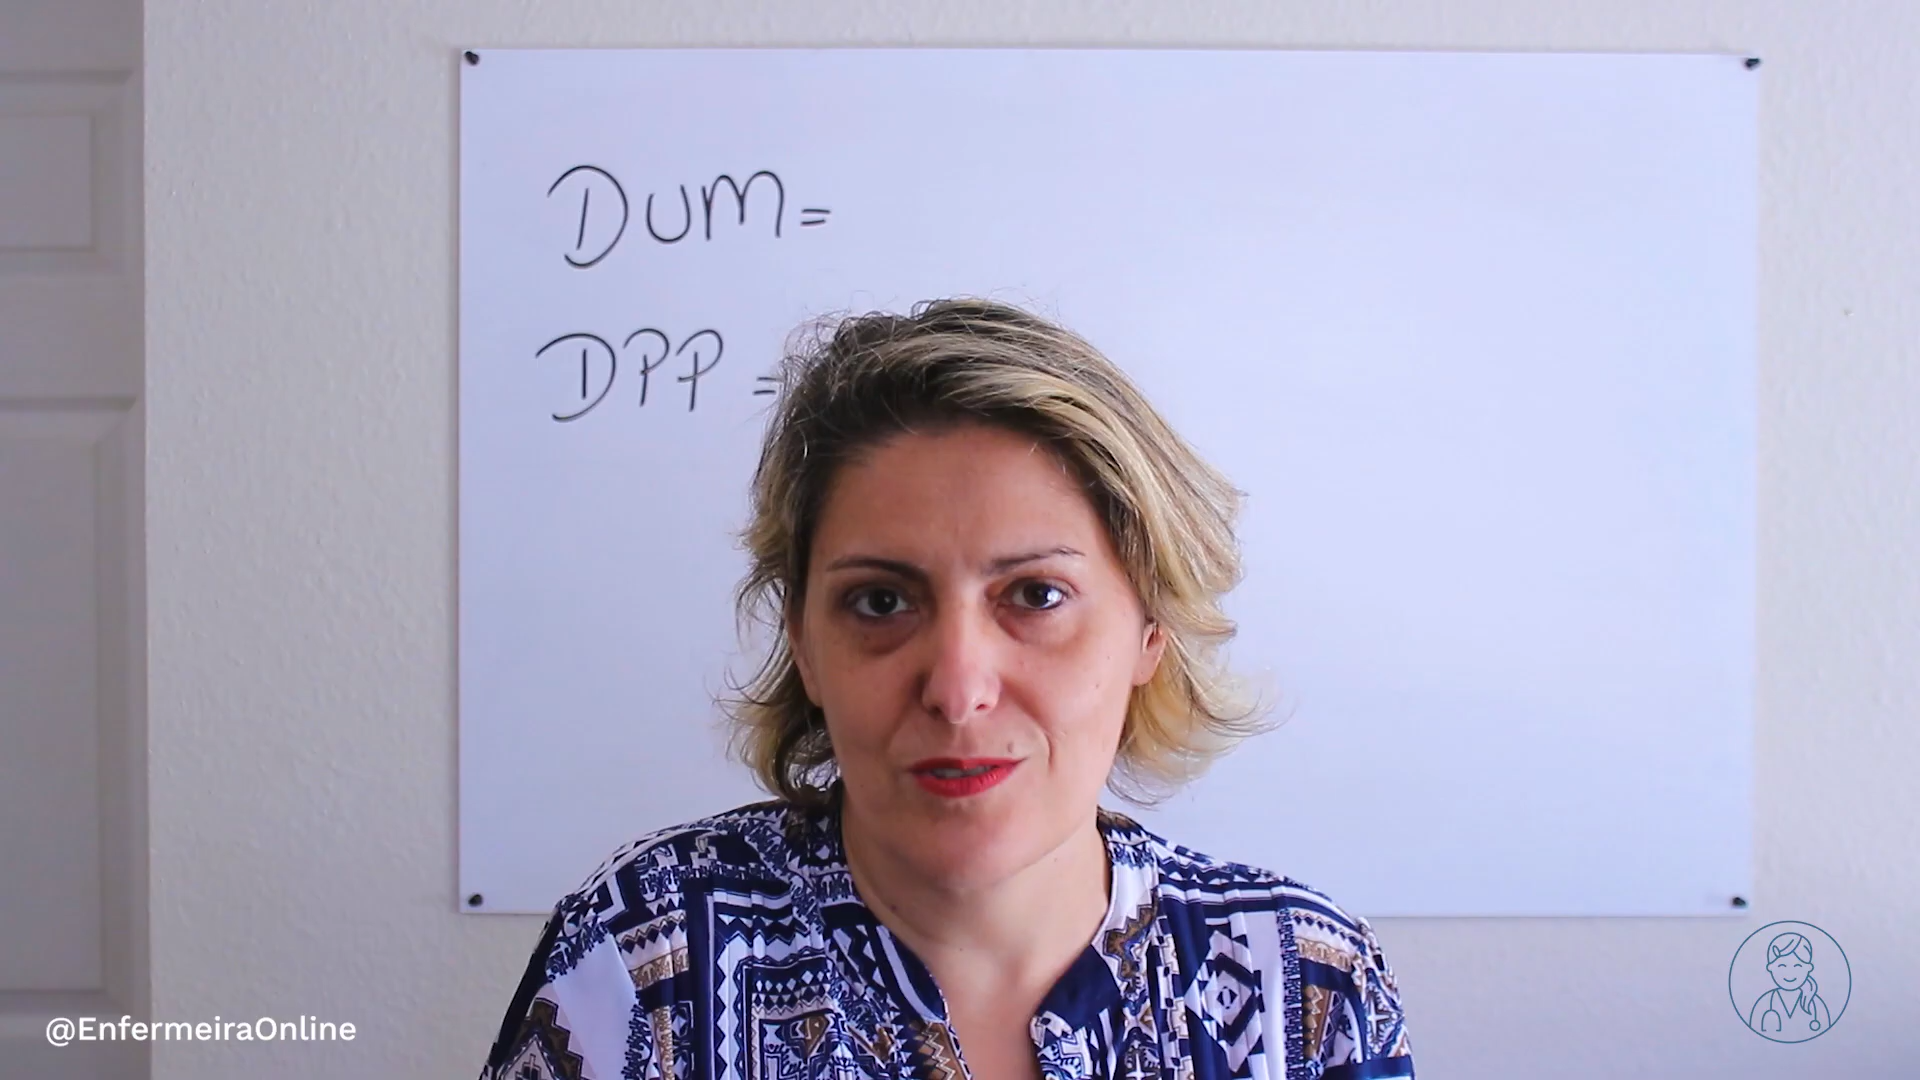 DUM=
DPP =
@EnfermeiraOnline